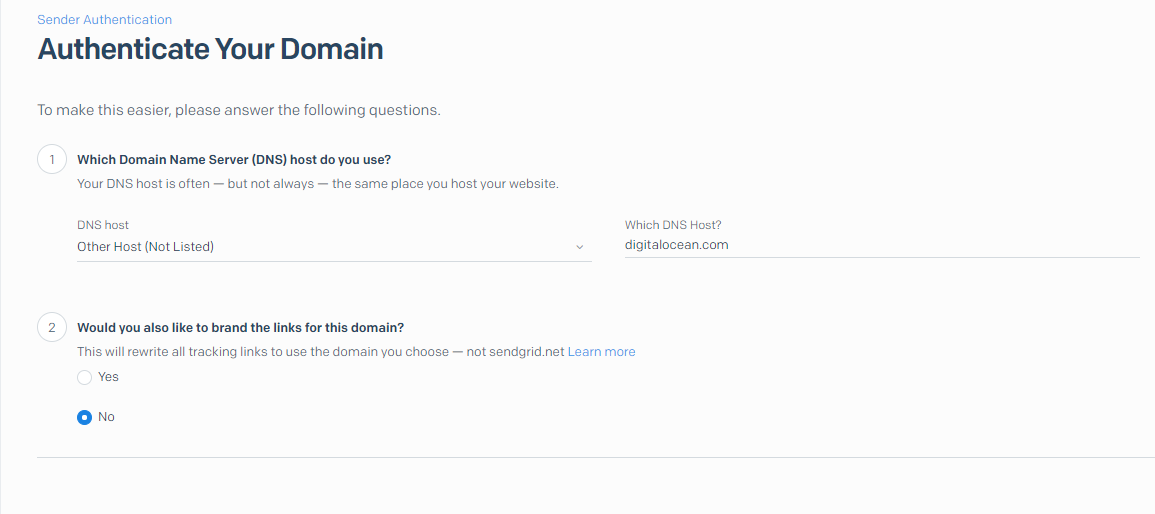 Sender Authentication
Authenticate Your Domain
To make this easier, please answer the following questions.
1 Which Domain Name Server (DNS) host do you use?
Your DNS host is often — but not always — the same place you host your website.
DNS host
Other Host (Not Listed)
Which DNS Host?
digitalocean.com
2 Would you also like to brand the links for this domain?
This will rewrite all tracking links to use the domain you choose — not sendgrid.net Learn more
Yes
No